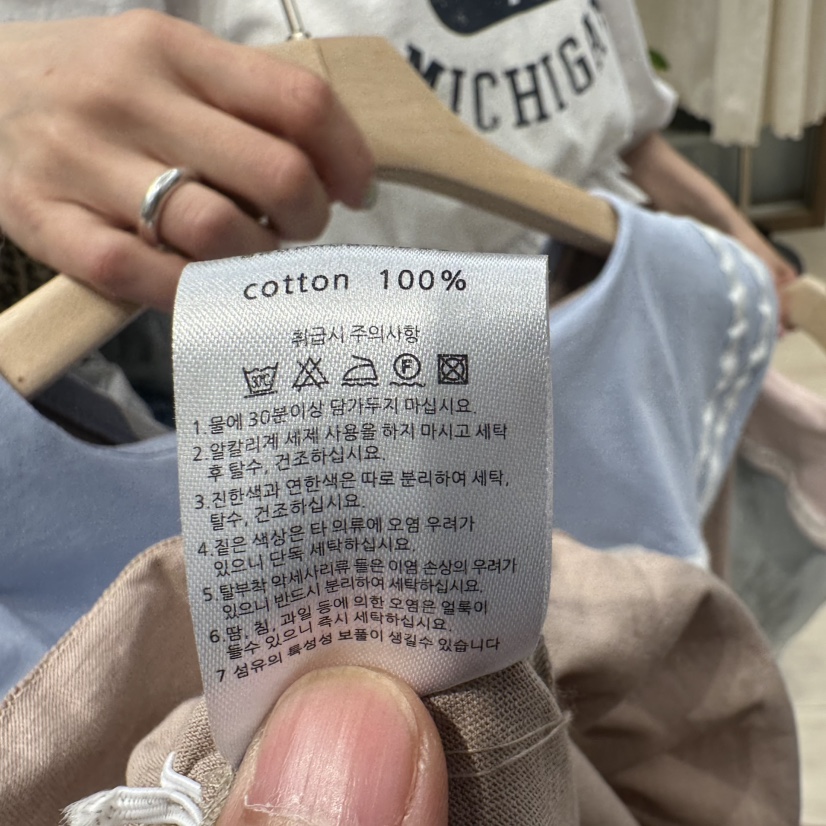 MICHIGA
cotton 100%
취급시 주의사항
30℃ F
1.물에 30분이상 담가두지 마십시요.
2.알칼리계 세제 사용을 하지 마시고 세탁
후 탈수, 건조하십시요.
3.진한색과 연한색은 따로 분리하여 세탁,
탈수, 건조하십시요.
4.짙은 색상은 타 의류에 오염 우려가
있으니 단독 세탁하십시요.
5.탈부착 악세사리류 들은 이염 손상의 우려가
있으니 반드시 분리하여 세탁하십시요.
6.땀, 침, 과일 등에 의한 오염은 얼룩이
들수 있으니 즉시 세탁하십시요.
7 섬유의 특성성 보풀이 생길수 있습니다